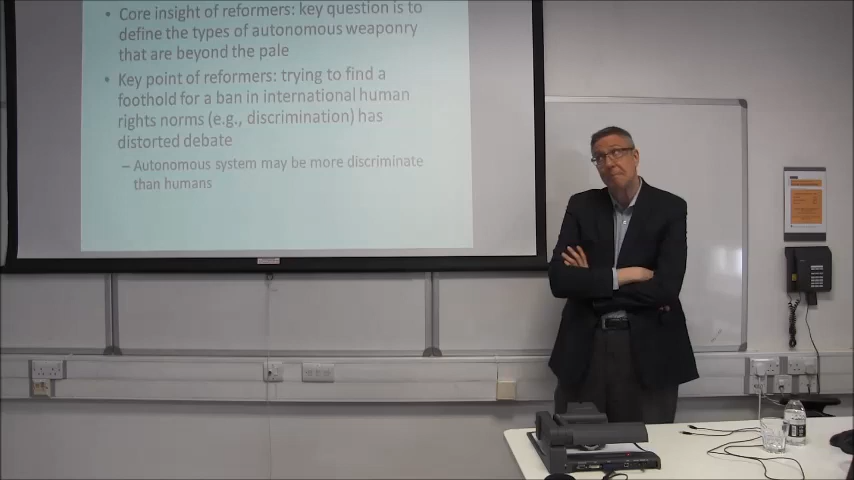 • Core insight of reformers: key question is to
define the types of autonomous weaponry
that are beyond the pale
• Key point of reformers: trying to find a
foothold for a ban in international human
rights norms (e.g., discrimination) has
distorted debate
– Autonomous system may be more discriminate
than humans